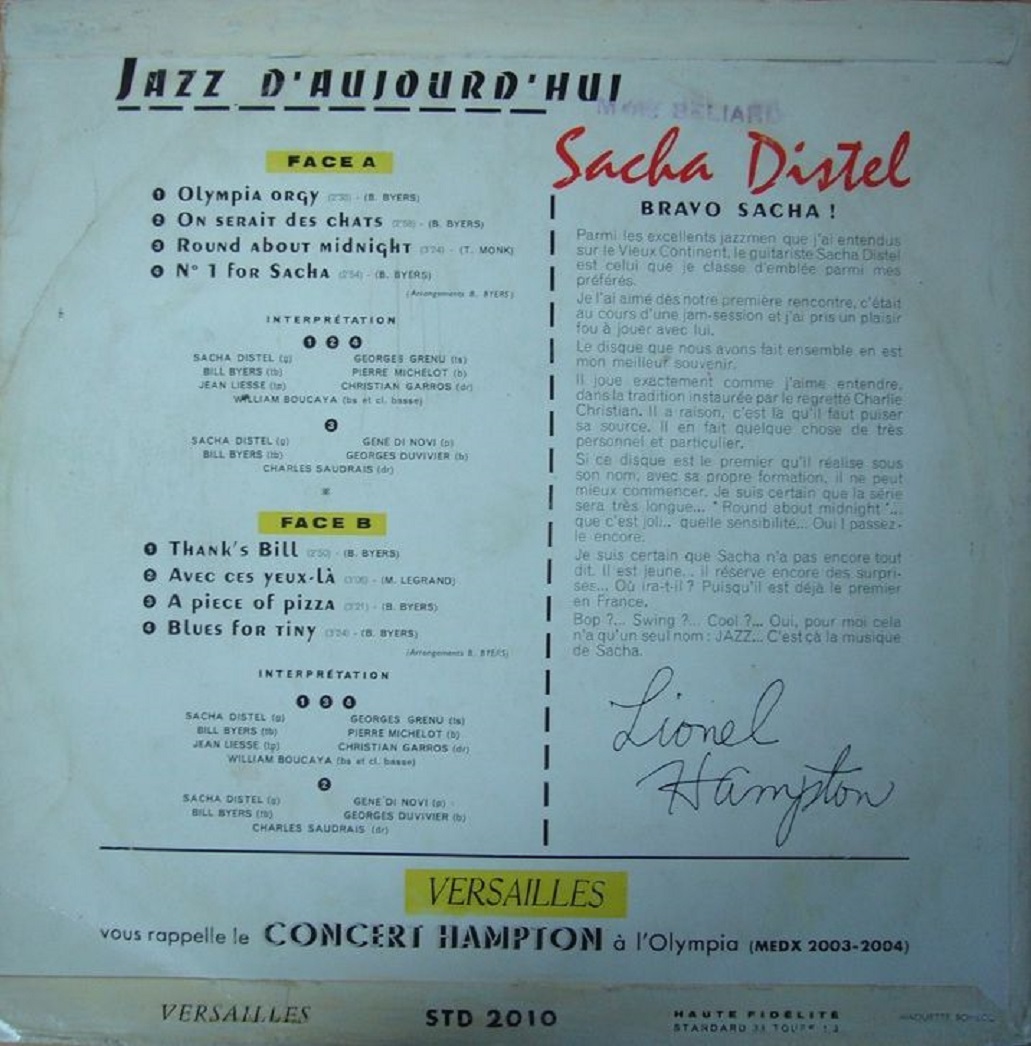 JAZZ D'AUJOURD'HUI
FACE A
1 OLYMPIA ORGY (2'30) - (B. BYERS)
2 ON SERAIT DES CHATS (2'58) - (B. BYERS)
3 ROUND ABOUT MIDNIGHT (3'24) - (T. MONK)
4 N° 1 FOR SACHA (2'54) - (B. BYERS)
(Arrangements B. BYERS)
INTERPRÉTATION
1 2 4
SACHA DISTEL (g) GEORGES GRENU (ts)
BILL BYERS (tb) PIERRE MICHELOT (b)
JEAN LIESSE (tp) CHRISTIAN GARROS (dr)
WILLIAM BOUCAYA (bs et cl. basse)
3
SACHA DISTEL (g) GENE DI NOVI (p)
BILL BYERS (tb) GEORGES DUVIVIER (b)
CHARLES SAUDRAIS (dr)
*
FACE B
1 THANK'S BILL (2'50) - (B. BYERS)
2 AVEC CES YEUX-LÀ (3'06) - (M. LEGRAND)
3 A PIECE OF PIZZA (3'21) - (B. BYERS)
4 BLUES FOR TINY (3'24) - (B. BYERS)
(Arrangements B. BYERS)
INTERPRÉTATION
1 3 4
SACHA DISTEL (g) GEORGES GRENU (ts)
BILL BYERS (tb) PIERRE MICHELOT (b)
JEAN LIESSE (tp) CHRISTIAN GARROS (dr)
WILLIAM BOUCAYA (bs et cl. basse)
2
SACHA DISTEL (g) GENE DI NOVI (p)
BILL BYERS (tb) GEORGES DUVIVIER (b)
CHARLES SAUDRAIS (dr)
Sacha Distel
BRAVO SACHA !
Parmi les excellents jazzmen que j'ai entendus
sur le Vieux Continent, le guitariste Sacha Distel
est celui que je classe d'emblée parmi mes
préférés.
Je l'ai aimé dès notre première rencontre, c'était
au cours d'une jam-session et j'ai pris un plaisir
fou à jouer avec lui.
Le disque que nous avons fait ensemble en est
mon meilleur souvenir.
Il joue exactement comme j'aime entendre,
dans la tradition instaurée par le regretté Charlie
Christian. Il a raison, c'est là qu'il faut puiser
sa source. Il en fait quelque chose de très
personnel et particulier.
Si ce disque est le premier qu'il réalise sous
son nom, avec sa propre formation, il ne peut
mieux commencer. Je suis certain que la série
sera très longue... " Round about midnight "...
que c'est joli... quelle sensibilité... Oui ! passez-
le encore.
Je suis certain que Sacha n'a pas encore tout
dit. Il est jeune... il réserve encore des surpri-
ses... Où ira-t-il ? Puisqu'il est déjà le premier
en France.
Bop ?... Swing ?... Cool ?... Oui, pour moi cela
n'a qu'un seul nom : JAZZ... C'est çà la musique
de Sacha.
Lionel
Hampton
VERSAILLES
vous rappelle le CONCERT HAMPTON à l'Olympia (MEDX 2003-2004)
VERSAILLES STD 2010 HAUTE FIDÉLITÉ
STANDARD 33 TOURS 1/3
MAQUETTE